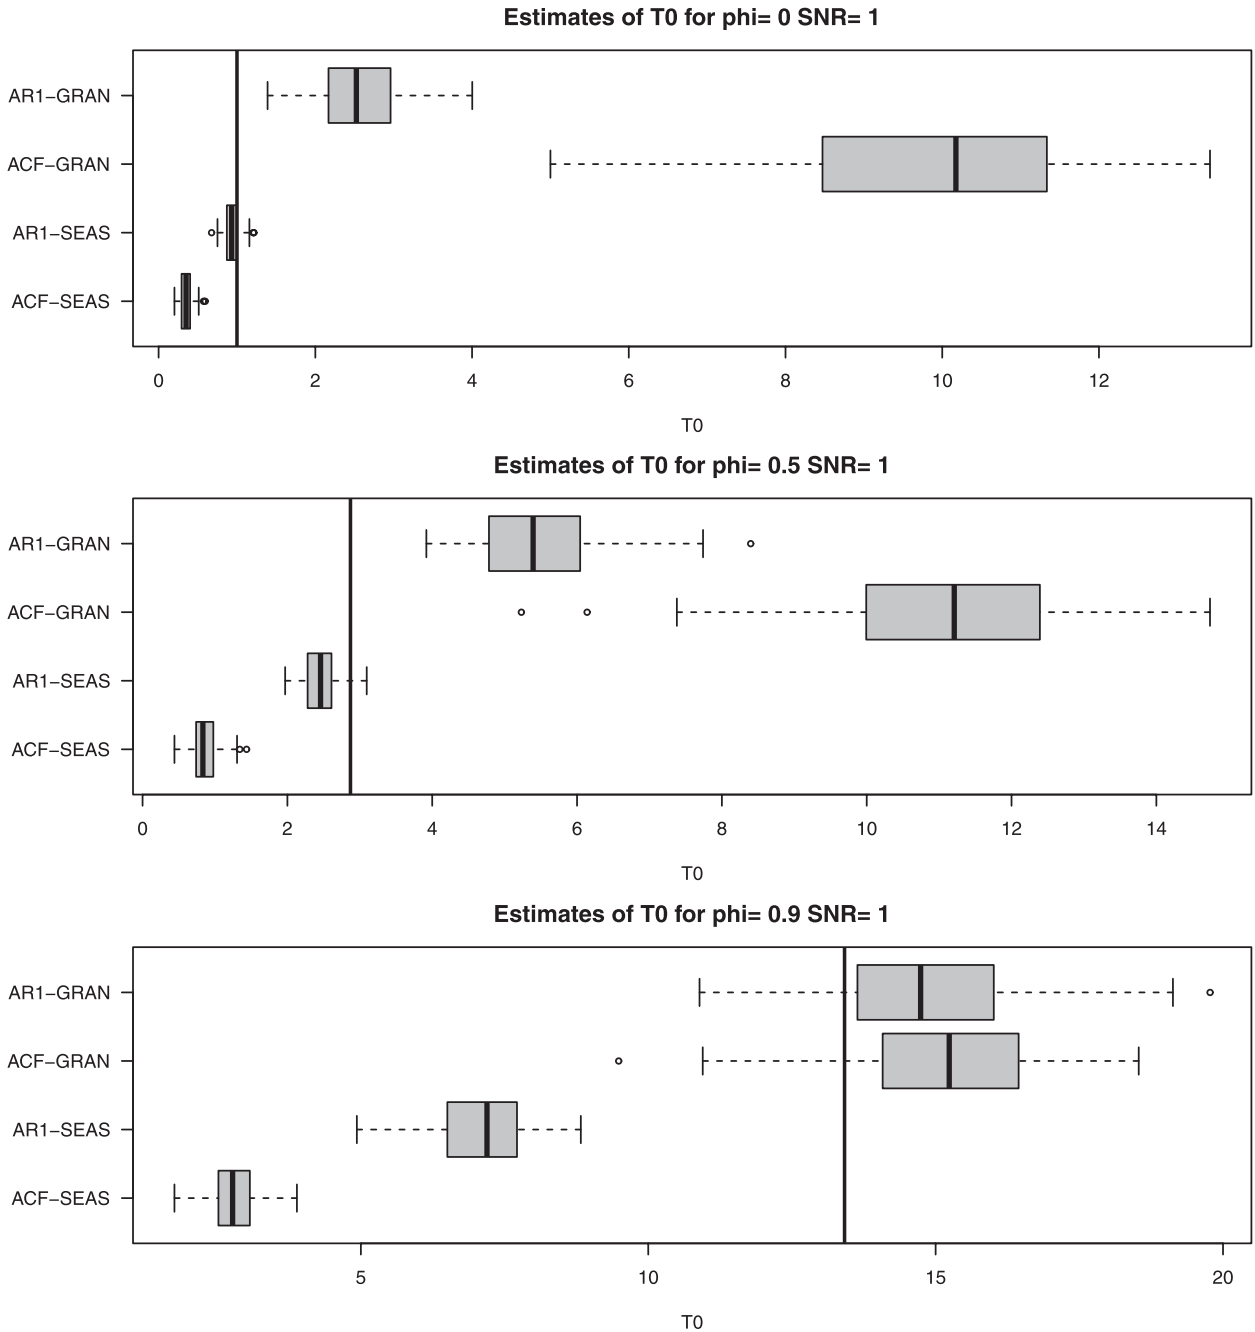 Estimates of T0 for phi= 0 SNR= 1
AR1−GRAN
ACF−GRAN
AR1−SEAS
ACF−SEAS
0 2 4 6 8 10 12
T0
Estimates of T0 for phi= 0.5 SNR= 1
AR1−GRAN
ACF−GRAN
AR1−SEAS
ACF−SEAS
0 2 4 6 8 10 12 14
T0
Estimates of T0 for phi= 0.9 SNR= 1
AR1−GRAN
ACF−GRAN
AR1−SEAS
ACF−SEAS
5 10 15 20
T0